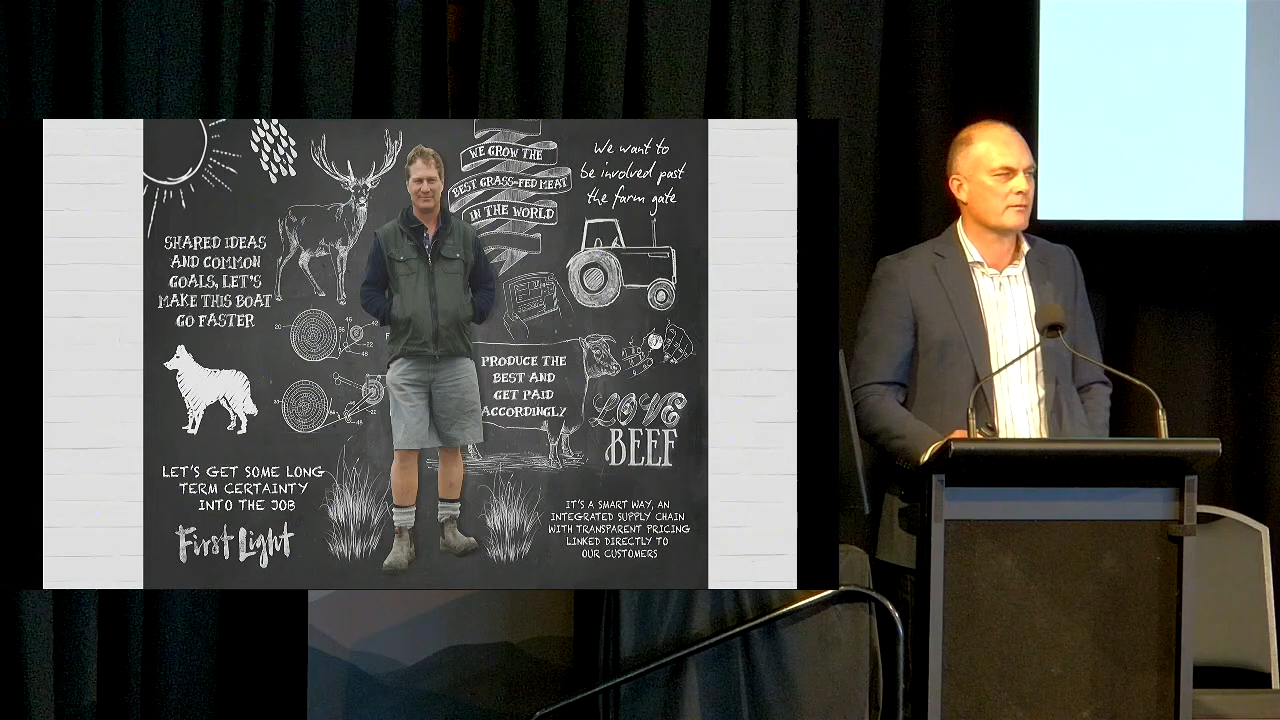 WE GROW THE
BEST GRASS-FED MEAT
IN THE WORLD
We want to
be involved past
the farm gate
SHARED IDEAS
AND COMMON
GOALS, LET'S
MAKE THIS BOAT
GO FASTER
PRODUCE THE
BEST AND
GET PAID
ACCORDINGLY
LOVE
BEEF
LET'S GET SOME LONG
TERM CERTAINTY
INTO THE JOB
First Light
IT'S A SMART WAY, AN
INTEGRATED SUPPLY CHAIN
WITH TRANSPARENT PRICING
LINKED DIRECTLY TO
OUR CUSTOMERS